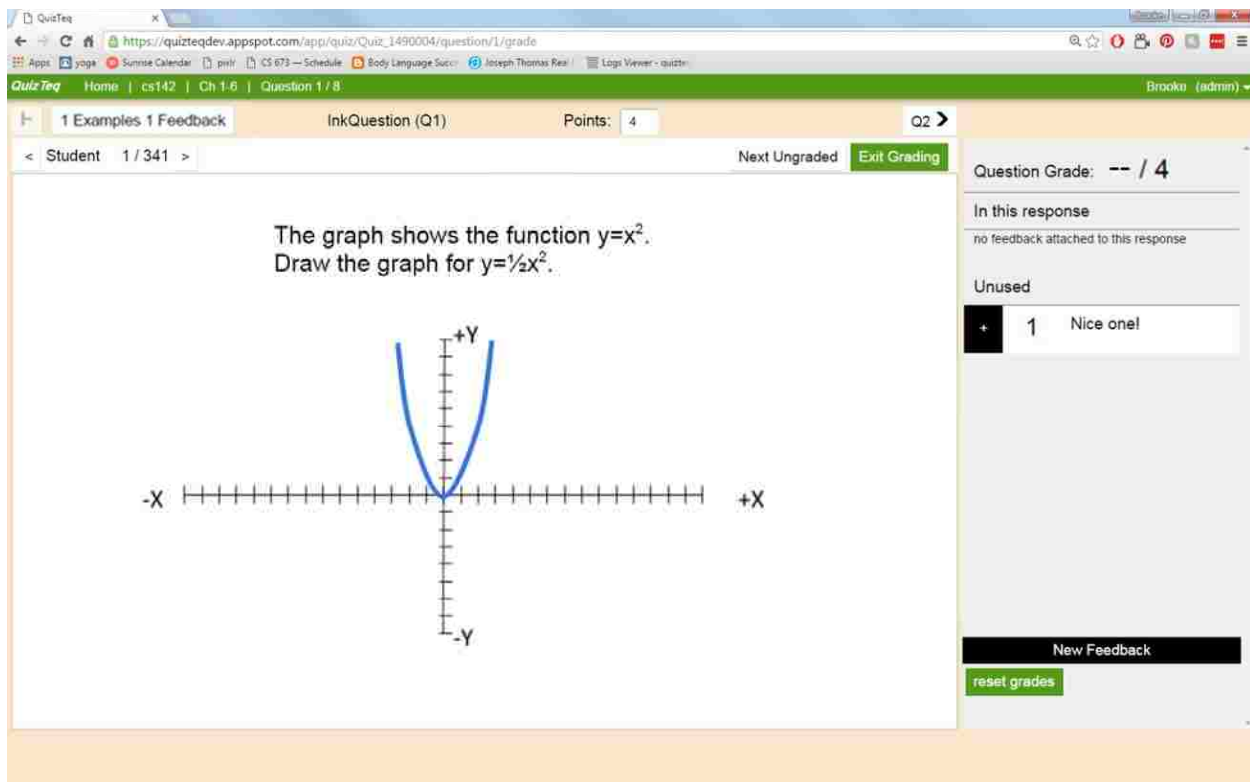 QuizTeq
https://quizteqdev.appspot.com/app/quiz/Quiz_1490004/question/1/grade
Apps yoga Sunrise Calendar pixlr CS 673 — Schedule Body Language Succ Joseph Thomas Real Logs Viewer - quizte
QuizTeq Home | cs142 | Ch 1-6 | Question 1 / 8 Brooke (admin)
1 Examples 1 Feedback InkQuestion (Q1) Points: 4 Q2 >
< Student 1 / 341 > Next Ungraded Exit Grading
Question Grade: -- / 4
In this response
no feedback attached to this response
Unused
+ 1 Nice one!
The graph shows the function y=x².
Draw the graph for y=½x².
+Y
-X +X
-Y
New Feedback
reset grades